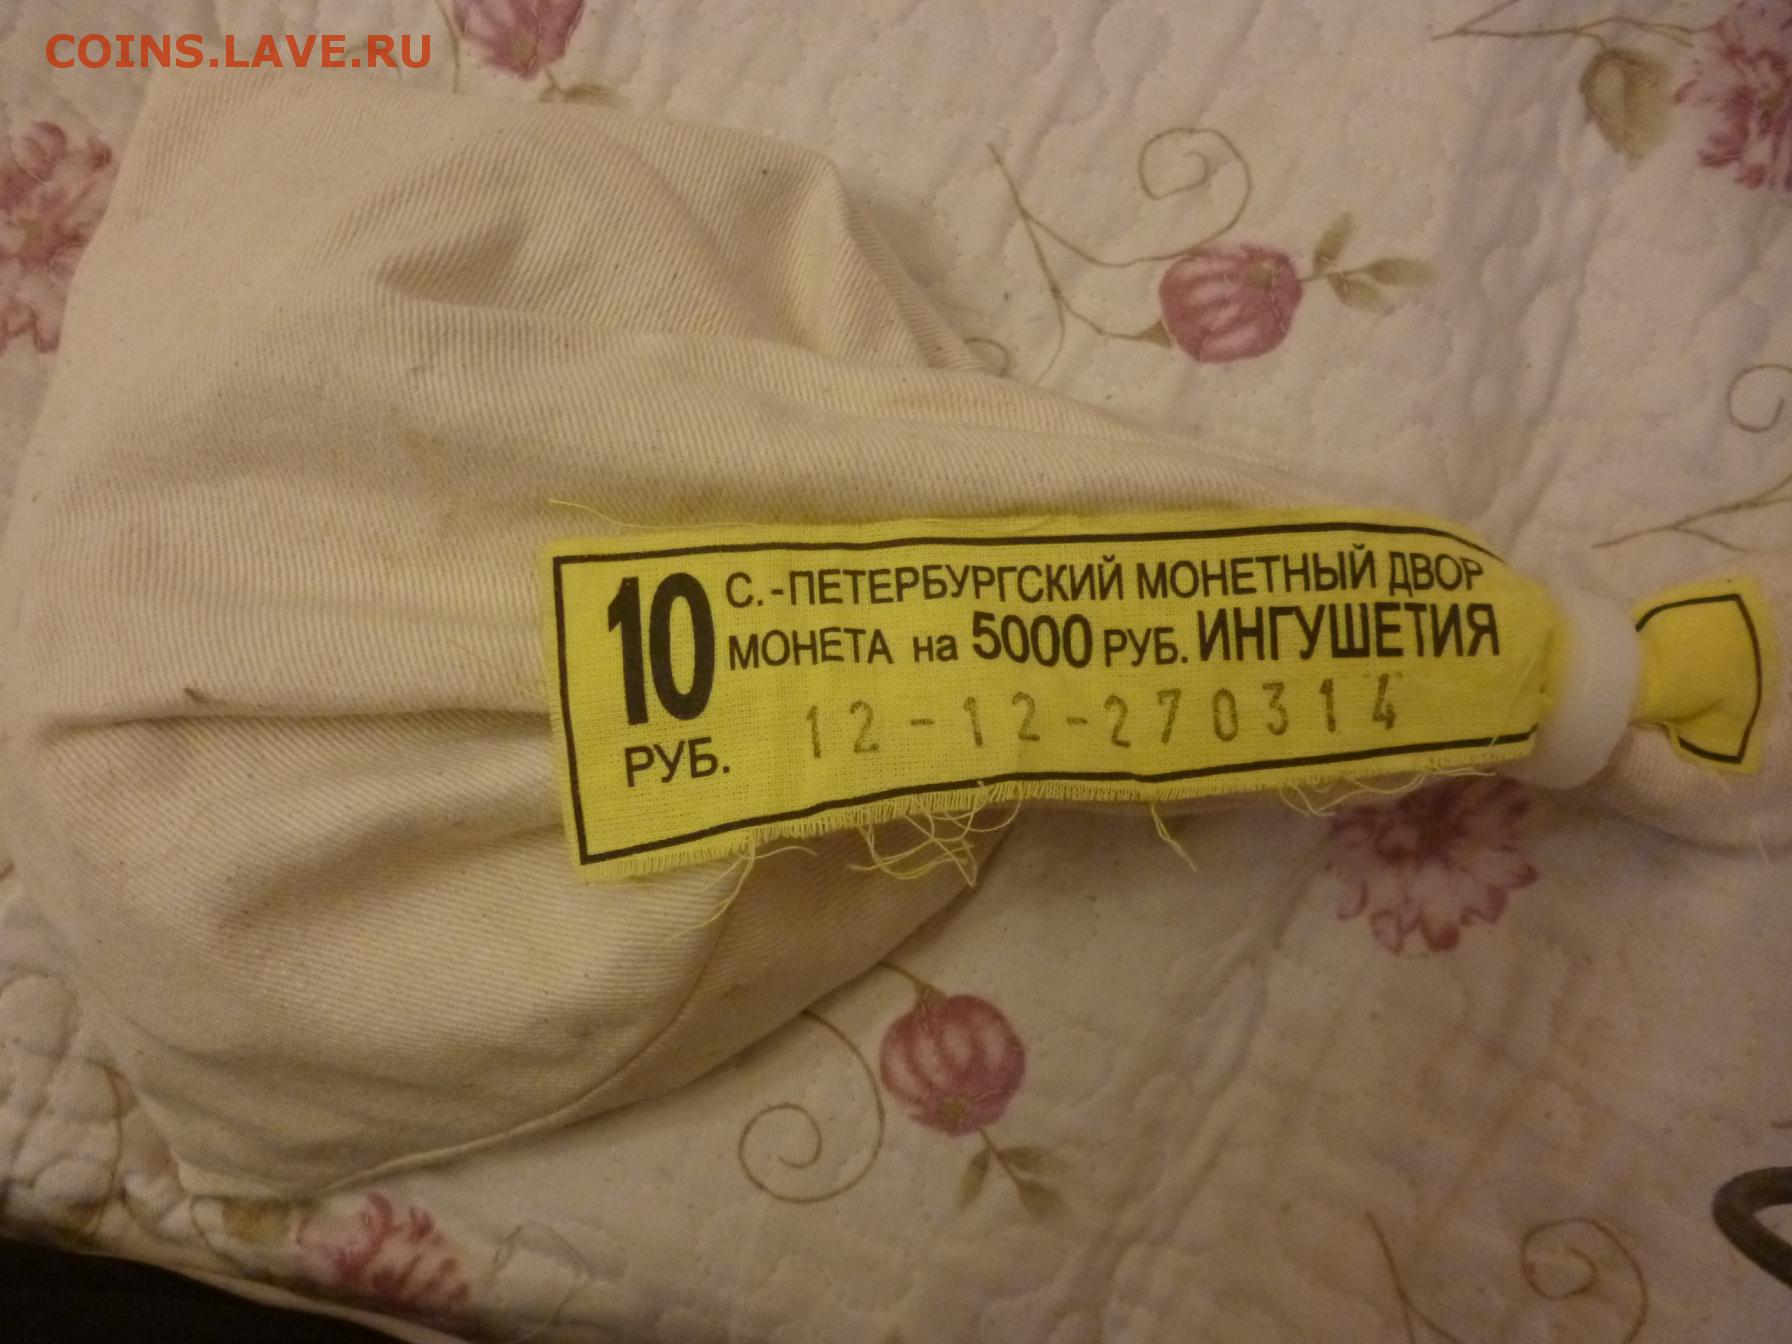 COINS.LAVE.RU
10 РУБ.
С.-ПЕТЕРБУРГСКИЙ МОНЕТНЫЙ ДВОР
МОНЕТА на 5000 РУБ. ИНГУШЕТИЯ
12-12-270314